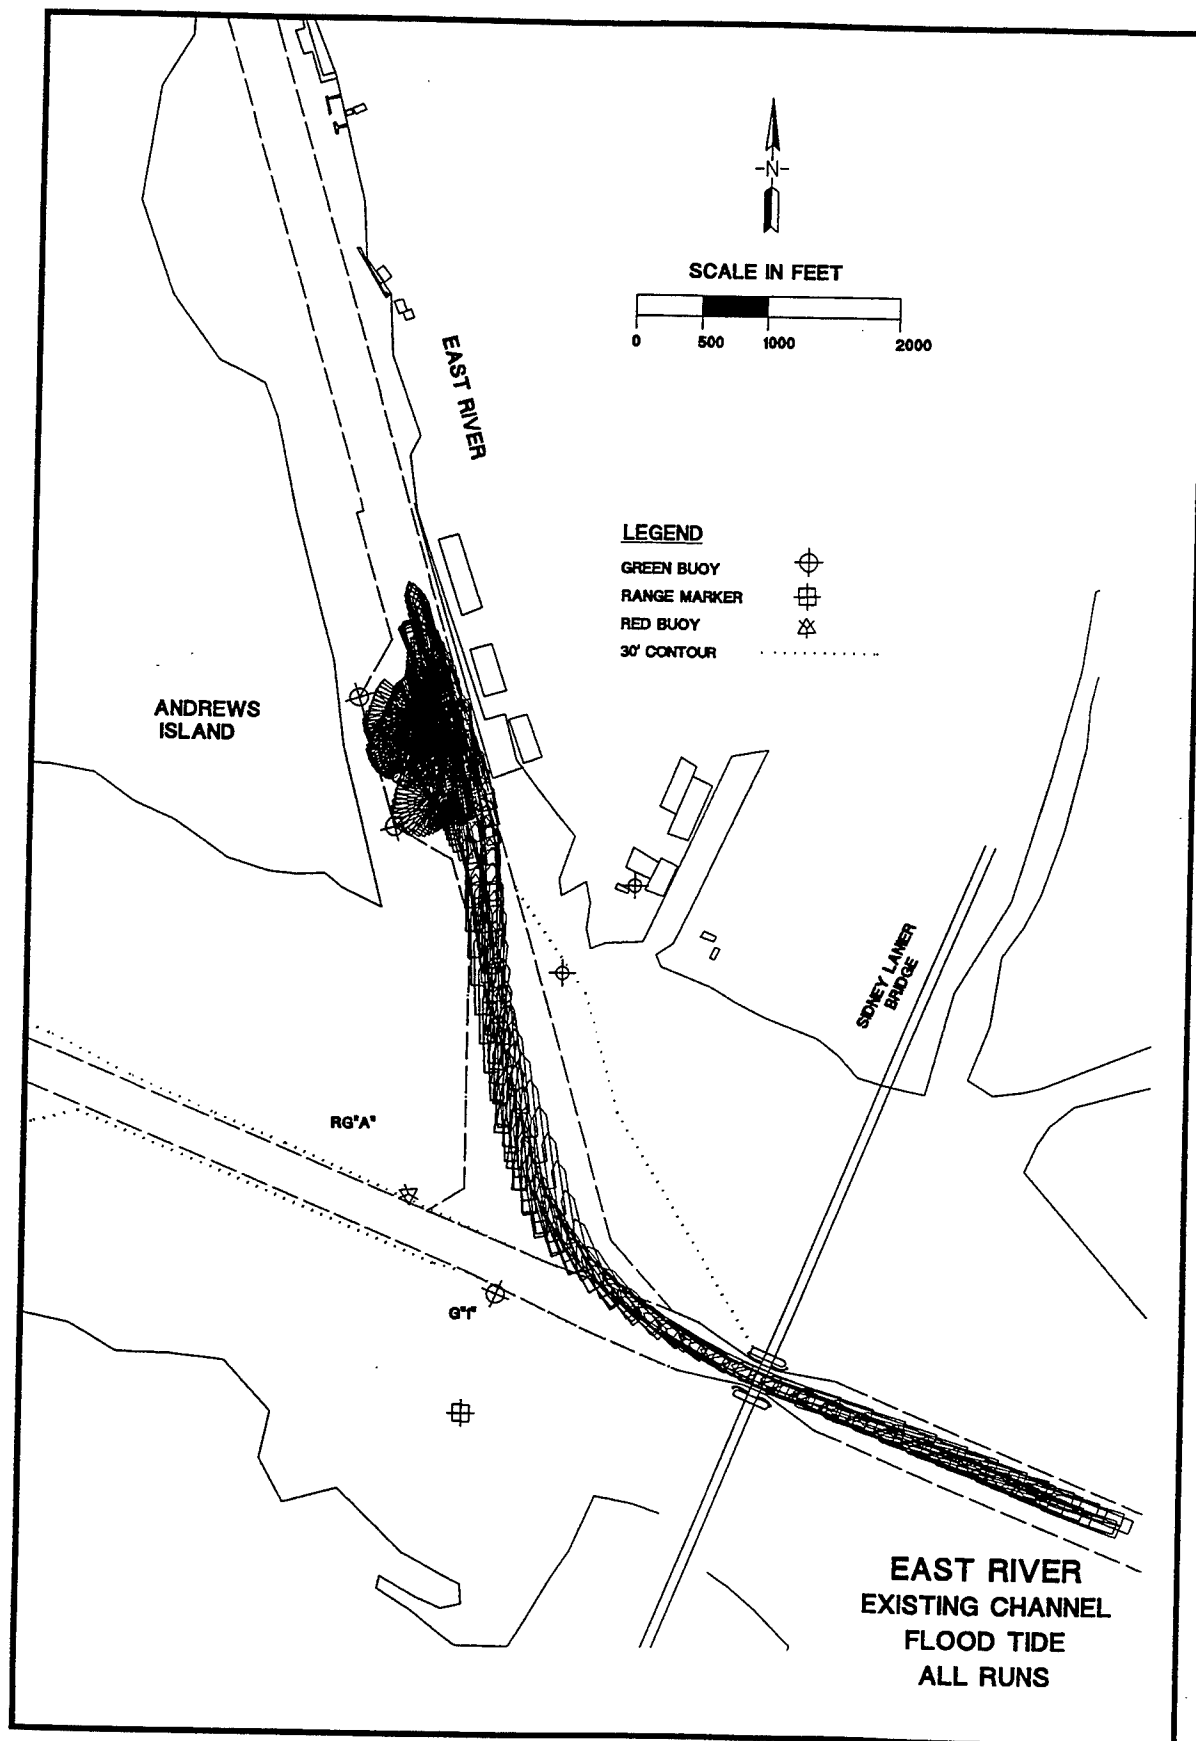 N
SCALE IN FEET
0 500 1000 2000
EAST RIVER
LEGEND
GREEN BUOY
RANGE MARKER
RED BUOY
30' CONTOUR
ANDREWS
ISLAND
SIDNEY LANIER
BRIDGE
RG"A"
G"1"
EAST RIVER
EXISTING CHANNEL
FLOOD TIDE
ALL RUNS